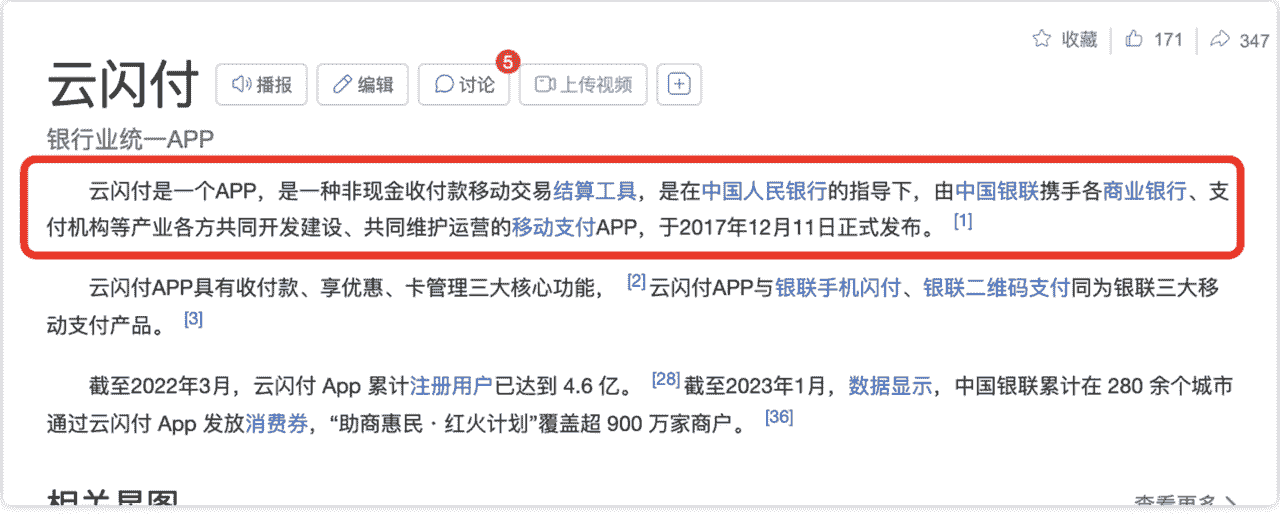 收藏 171 347
云闪付 播报 编辑 讨论 5 上传视频
银行业统一APP
云闪付是一个APP，是一种非现金收付款移动交易结算工具，是在中国人民银行的指导下，由中国银联携手各商业银行、支
付机构等产业各方共同开发建设、共同维护运营的移动支付APP，于2017年12月11日正式发布。 [1]
云闪付APP具有收付款、享优惠、卡管理三大核心功能， [2] 云闪付APP与银联手机闪付、银联二维码支付同为银联三大移
动支付产品。 [3]
截至2022年3月，云闪付 App 累计注册用户已达到 4.6 亿。 [28] 截至2023年1月，数据显示，中国银联累计在 280 余个城市
通过云闪付 App 发放消费券，“助商惠民 · 红火计划”覆盖超 900 万家商户。 [36]
相关星图 查看更多